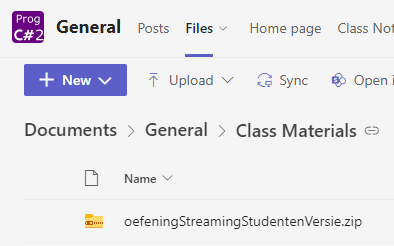 Prog
C#2
General Posts Files Home page Class Not
New Upload Sync Open i
Documents > General > Class Materials
Name
oefeningStreamingStudentenVersie.zip